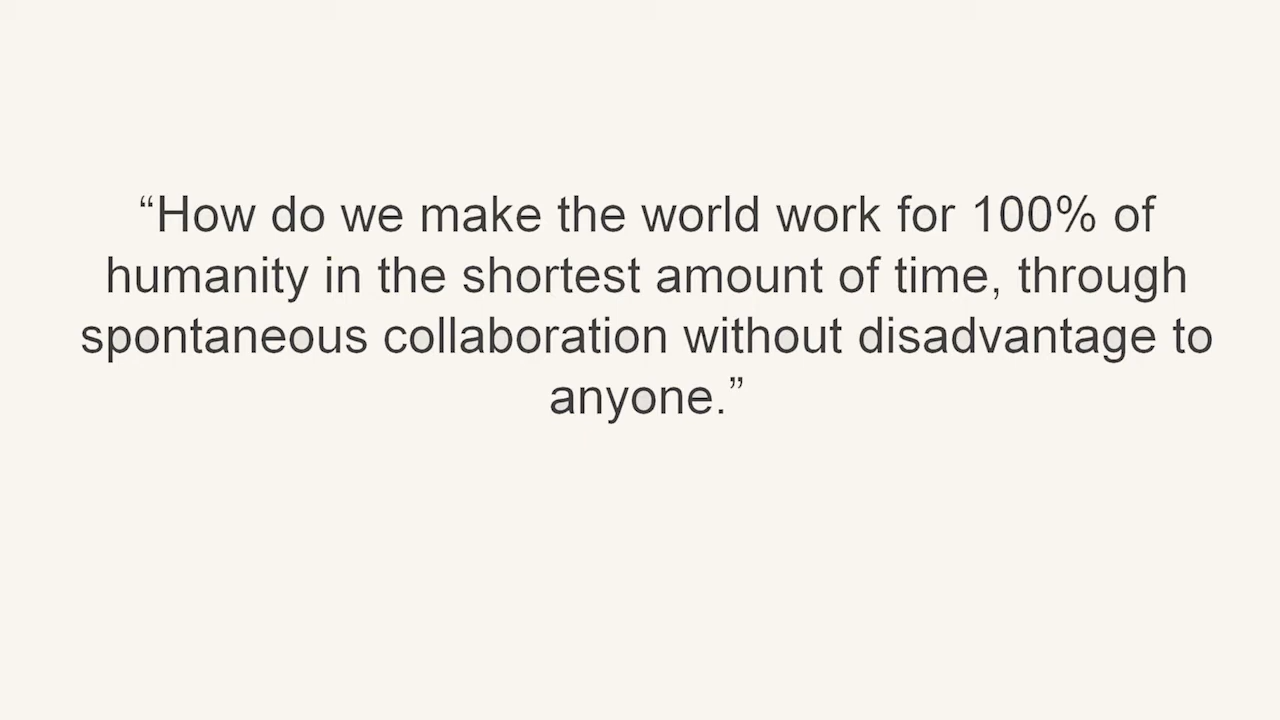 “How do we make the world work for 100% of
humanity in the shortest amount of time, through
spontaneous collaboration without disadvantage to
anyone.”